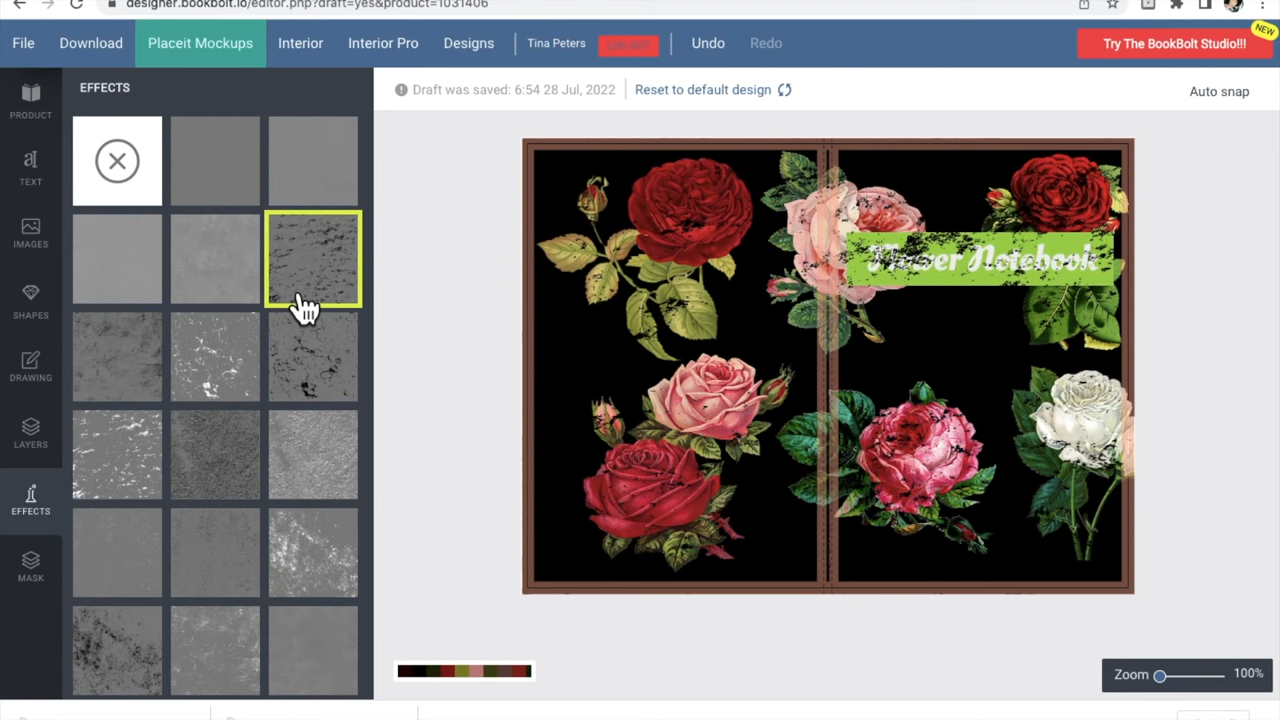 designer.bookbolt.io/editor.php?draft=yes&product=1031406
File Download Placeit Mockups Interior Interior Pro Designs Tina Peters Undo Redo Try The BookBolt Studio!!! NEW
EFFECTS Draft was saved: 6:54 28 Jul, 2022 Reset to default design Auto snap
PRODUCT
TEXT
IMAGES
SHAPES
DRAWING
LAYERS
EFFECTS
MASK
Flower Notebook
Zoom 100%